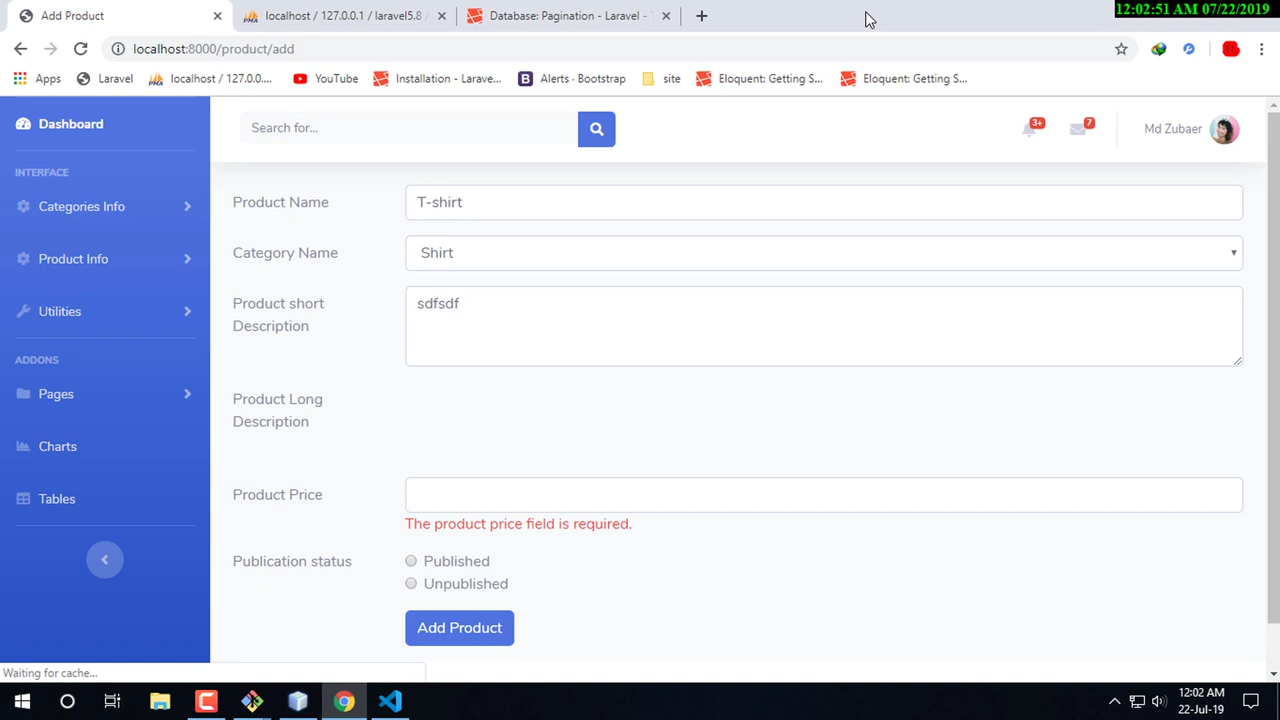 12:02:51 AM 07/22/2019
Add Product
localhost / 127.0.0.1 / laravel5.8
Database: Pagination - Laravel -
localhost:8000/product/add
Apps
Laravel
localhost / 127.0.0....
YouTube
Installation - Larave...
Alerts · Bootstrap
site
Eloquent: Getting S...
Eloquent: Getting S...
Dashboard
Search for...
3+
7
Md Zubaer
INTERFACE
Categories Info
Product Info
Utilities
ADDONS
Pages
Charts
Tables
Product Name
T-shirt
Category Name
Shirt
Product short
Description
sdfsdf
Product Long
Description
Product Price
The product price field is required.
Publication status
Published
Unpublished
Add Product
Waiting for cache...
12:02 AM
22-Jul-19